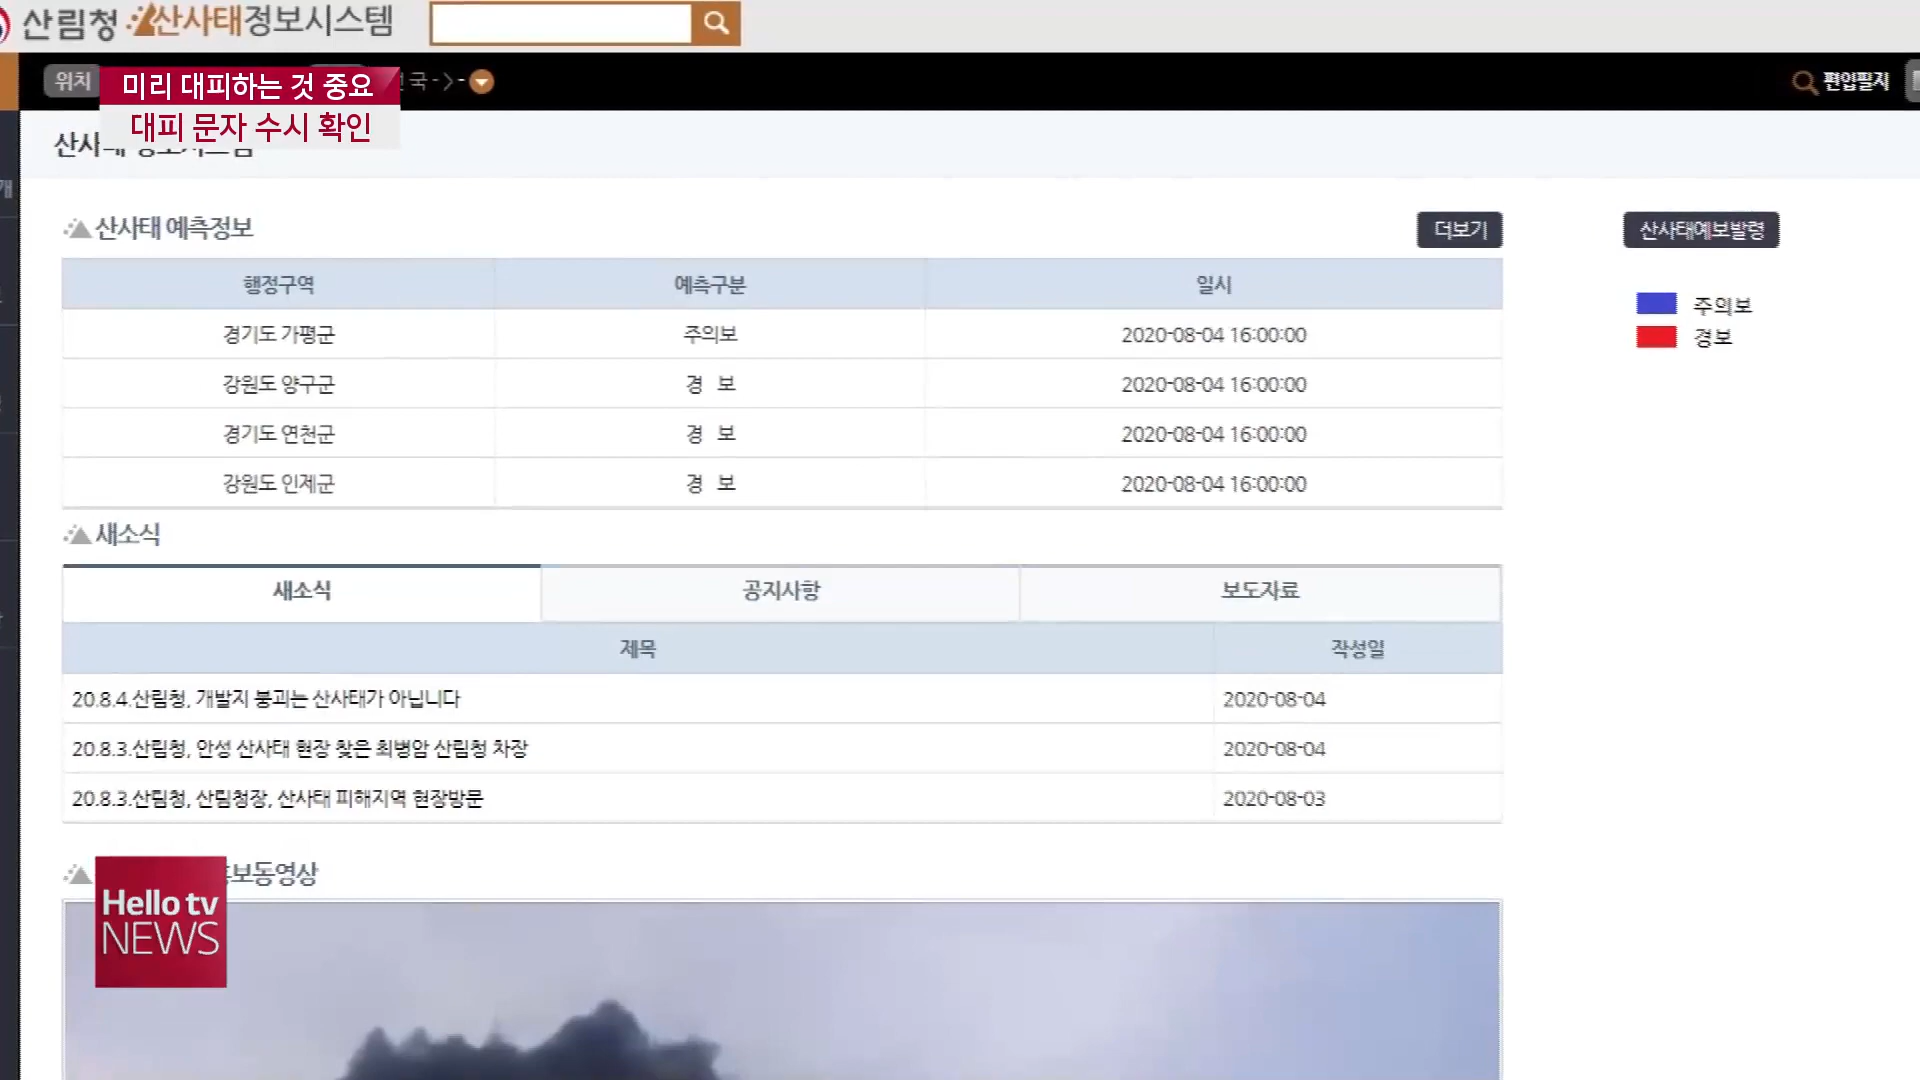 산림청 산사태정보시스템
위치
국 -> -
편입필지
미리 대피하는 것 중요
대피 문자 수시 확인
산사태 예측정보
더보기
산사태예보발령
행정구역 예측구분 일시
경기도 가평군 주의보 2020-08-04 16:00:00
강원도 양구군 경 보 2020-08-04 16:00:00
경기도 연천군 경 보 2020-08-04 16:00:00
강원도 인제군 경 보 2020-08-04 16:00:00
주의보
경보
새소식
새소식 공지사항 보도자료
제목 작성일
20.8.4.산림청, 개발지 붕괴는 산사태가 아닙니다 2020-08-04
20.8.3.산림청, 안성 산사태 현장 찾은 최병암 산림청 차장 2020-08-04
20.8.3.산림청, 산림청장, 산사태 피해지역 현장방문 2020-08-03
홍보동영상
Hello tv
NEWS